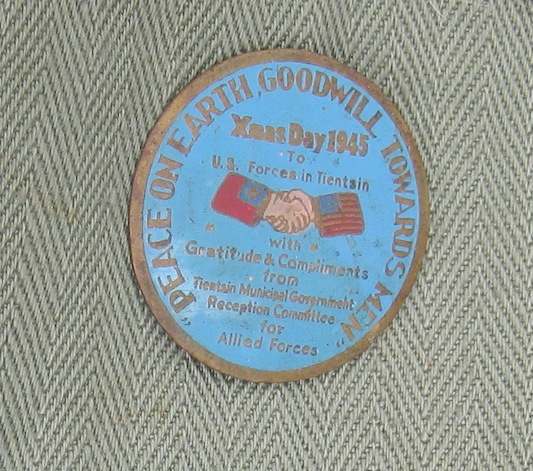 "PEACE ON EARTH, GOODWILL TOWARDS MEN"
Xmas Day 1945
To
U.S. Forces in Tientsin
with
Gratitude & Compliments
from
Tientsin Municipal Government
Reception Committee
for
Allied Forces